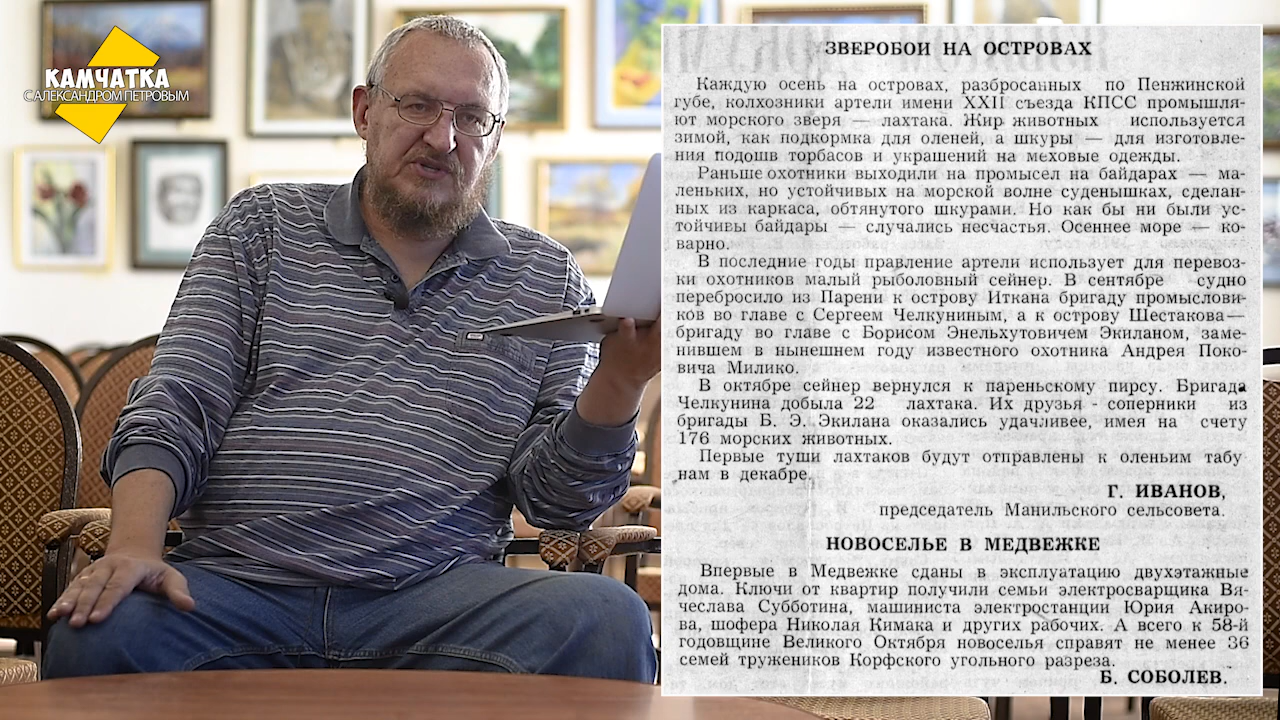 КАМЧАТКА
С АЛЕКСАНДРОМ ПЕТРОВЫМ
ЗВЕРОБОИ НА ОСТРОВАХ
Каждую осень на островах, разбросанных по Пенжинской
губе, колхозники артели имени XXII съезда КПСС промышля-
ют морского зверя — лахтака. Жир животных используется
зимой, как подкормка для оленей, а шкуры — для изготовле-
ния подошв торбасов и украшений на меховые одежды.
Раньше охотники выходили на промысел на байдарах — ма-
леньких, но устойчивых на морской волне суденышках, сделан-
ных из каркаса, обтянутого шкурами. Но как бы ни были ус-
тойчивы байдары — случались несчастья. Осеннее море — ко-
варно.
В последние годы правление артели использует для перевоз-
ки охотников малый рыболовный сейнер. В сентябре судно
перебросило из Парени к острову Иткана бригаду промыслови-
ков во главе с Сергеем Челкуниным, а к острову Шестакова —
бригаду во главе с Борисом Энельхутовичем Экиланом, заме-
нившем в нынешнем году известного охотника Андрея Поко-
вича Милико.
В октябре сейнер вернулся к пареньскому пирсу. Бригада
Челкунина добыла 22 лахтака. Их друзья - соперники из
бригады Б. Э. Экилана оказались удачливее, имея на счету
176 морских животных.
Первые туши лахтаков будут отправлены к оленьим табу
нам в декабре.
Г. ИВАНОВ,
председатель Манильского сельсовета.
НОВОСЕЛЬЕ В МЕДВЕЖКЕ
Впервые в Медвежке сданы в эксплуатацию двухэтажные
дома. Ключи от квартир получили семьи электросварщика Вя-
чеслава Субботина, машиниста электростанции Юрия Акиро-
ва, шофера Николая Кимака и других рабочих. А всего к 58-й
годовщине Великого Октября новоселья справят не менее 36
семей тружеников Корфского угольного разреза.
Б. СОБОЛЕВ.